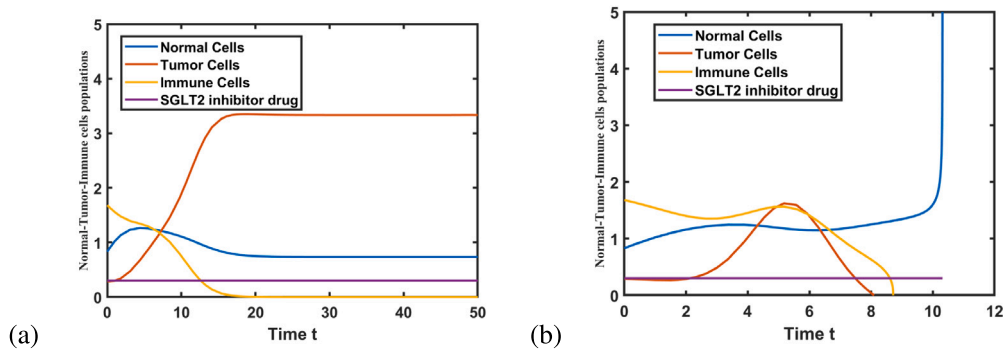 (a)
Normal-Tumor-Immune cells populations
5
4
3
2
1
0
Normal Cells
Tumor Cells
Immune Cells
SGLT2 inhibitor drug
0 10 20 30 40 50
Time t
(b)
Normal-Tumor-Immune cells populations
5
4
3
2
1
0
Normal Cells
Tumor Cells
Immune Cells
SGLT2 inhibitor drug
0 2 4 6 8 10 12
Time t